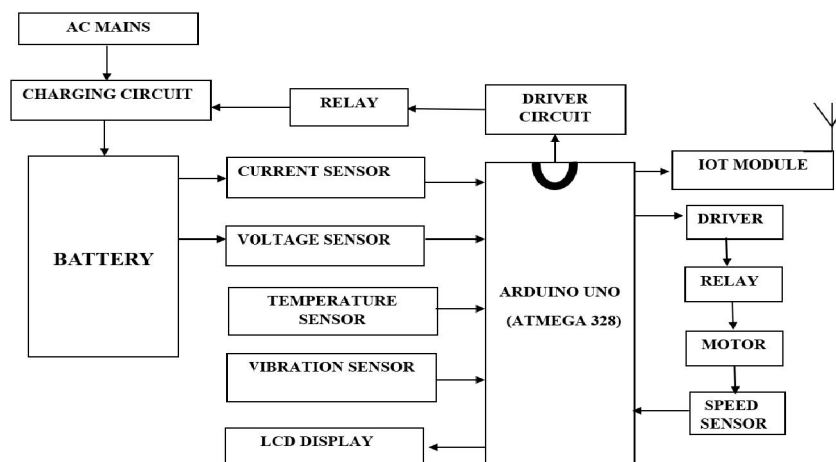 AC MAINS
CHARGING CIRCUIT
RELAY
DRIVER
CIRCUIT
BATTERY
CURRENT SENSOR
VOLTAGE SENSOR
TEMPERATURE
SENSOR
VIBRATION SENSOR
LCD DISPLAY
ARDUINO UNO
(ATMEGA 328)
IOT MODULE
DRIVER
RELAY
MOTOR
SPEED
SENSOR